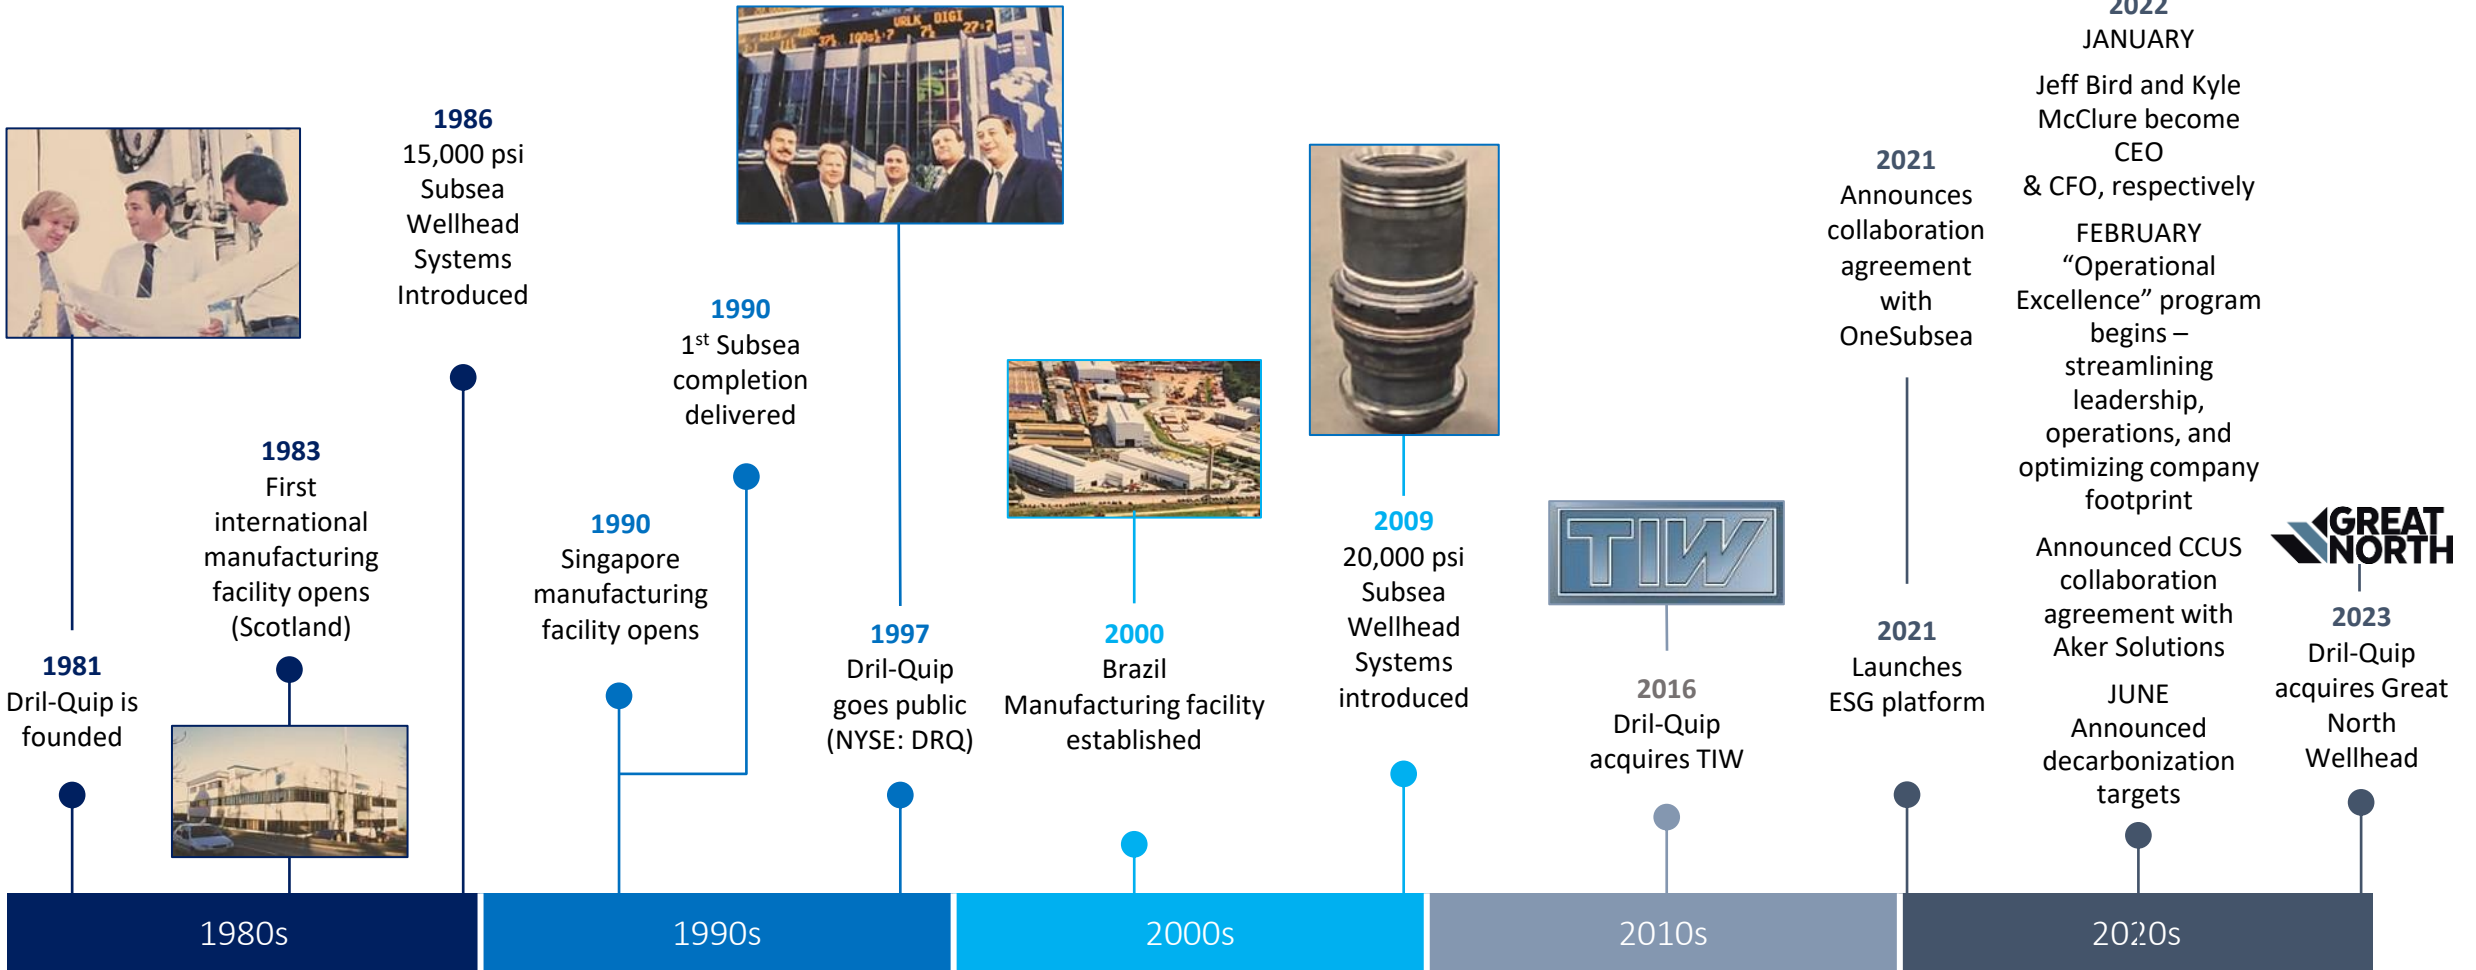 1981
Dril-Quip is
founded
1983
First
international
manufacturing
facility opens
(Scotland)
1986
15,000 psi
Subsea
Wellhead
Systems
Introduced
1990
Singapore
manufacturing
facility opens
1990
1st Subsea
completion
delivered
1997
Dril-Quip
goes public
(NYSE: DRQ)
2000
Brazil
Manufacturing facility
established
2009
20,000 psi
Subsea
Wellhead
Systems
introduced
TIW
2016
Dril-Quip
acquires TIW
2021
Announces
collaboration
agreement
with
OneSubsea
2021
Launches
ESG platform
2022
JANUARY
Jeff Bird and Kyle
McClure become
CEO
& CFO, respectively
FEBRUARY
“Operational
Excellence” program
begins –
streamlining
leadership,
operations, and
optimizing company
footprint
Announced CCUS
collaboration
agreement with
Aker Solutions
JUNE
Announced
decarbonization
targets
GREAT
NORTH
2023
Dril-Quip
acquires Great
North
Wellhead
1980s
1990s
2000s
2010s
2020s